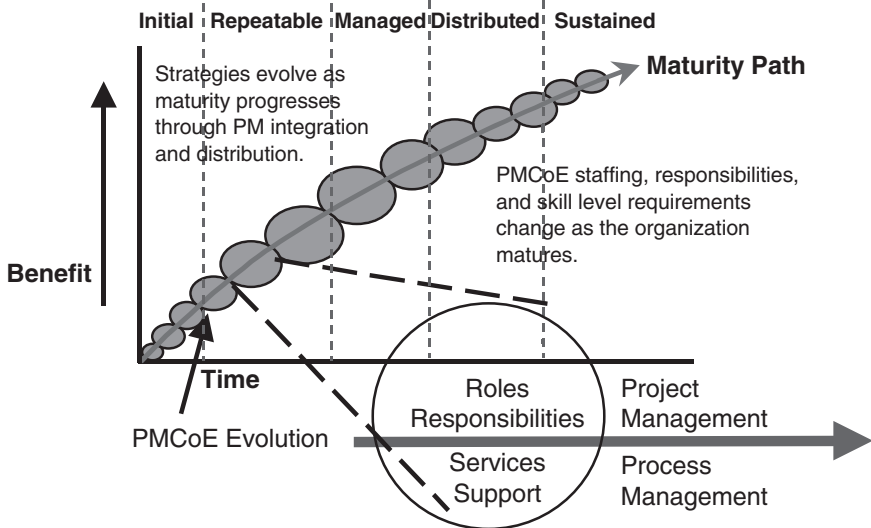 Initial Repeatable Managed Distributed Sustained
Maturity Path
Strategies evolve as
maturity progresses
through PM integration
and distribution.
PMCoE staffing, responsibilities,
and skill level requirements
change as the organization
matures.
Benefit
Time
PMCoE Evolution
Roles
Responsibilities
Services
Support
Project
Management
Process
Management